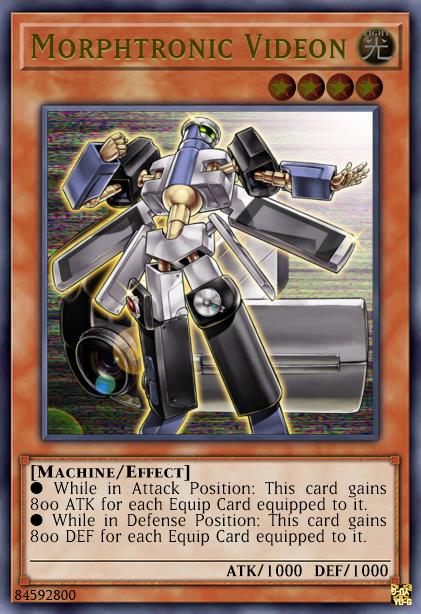 MORPHTRONIC VIDEON
LIGHT
光
[MACHINE/EFFECT]
● While in Attack Position: This card gains
800 ATK for each Equip Card equipped to it.
● While in Defense Position: This card gains
800 DEF for each Equip Card equipped to it.
ATK/1000 DEF/1000
84592800